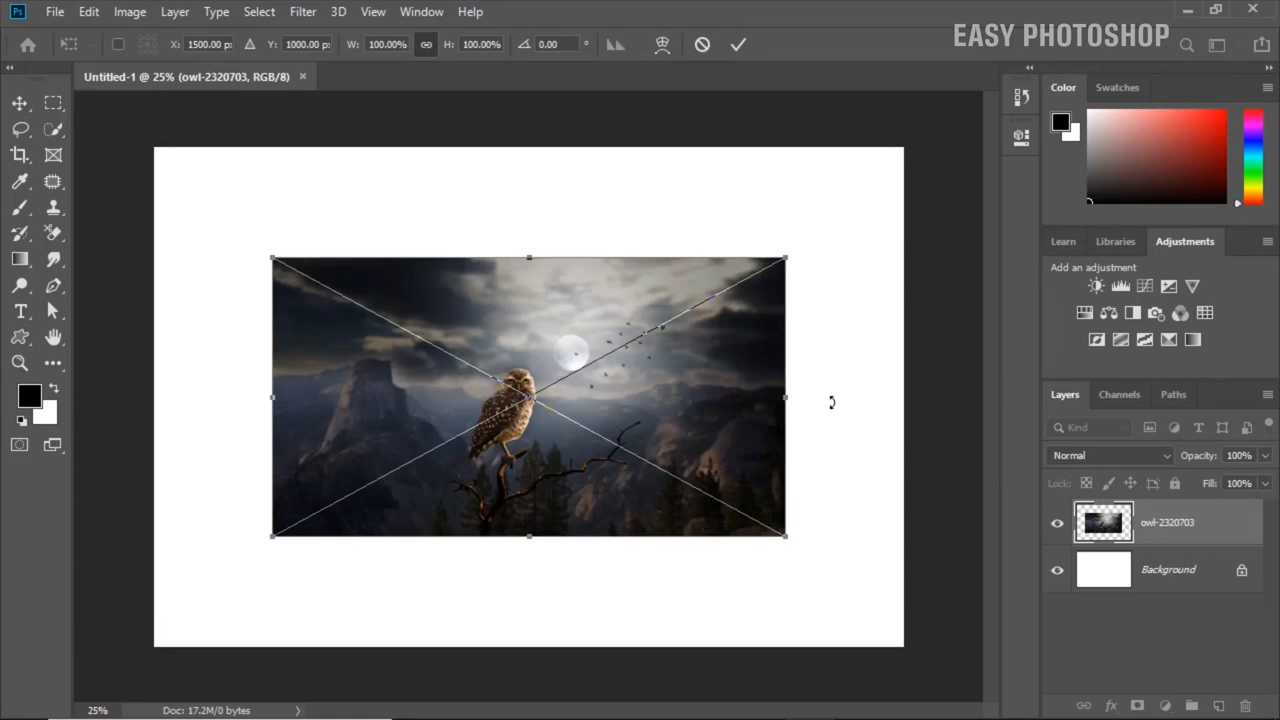 Ps File Edit Image Layer Type Select Filter 3D View Window Help
X: 1500.00 p: Y: 1000.00 p: W: 100.00% H: 100.00% 0.00 °
EASY PHOTOSHOP
Untitled-1 @ 25% (owl-2320703, RGB/8) ×
Color Swatches
Learn Libraries Adjustments
Add an adjustment
Layers Channels Paths
Kind
Normal Opacity: 100%
Lock: Fill: 100%
owl-2320703
Background
25% Doc: 17.2M/0 bytes